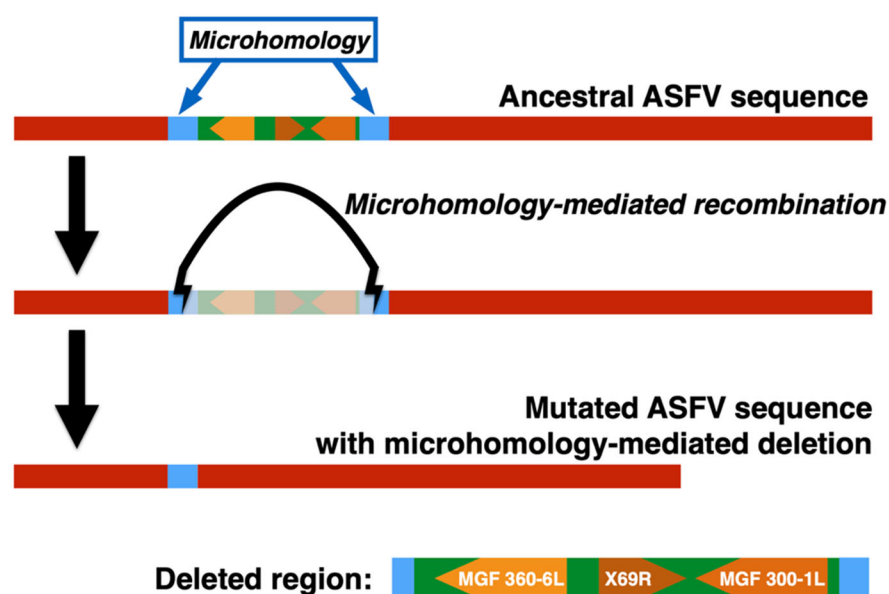 Microhomology
Ancestral ASFV sequence
Microhomology-mediated recombination
Mutated ASFV sequence
with microhomology-mediated deletion
Deleted region:
MGF 360-6L
X69R
MGF 300-1L